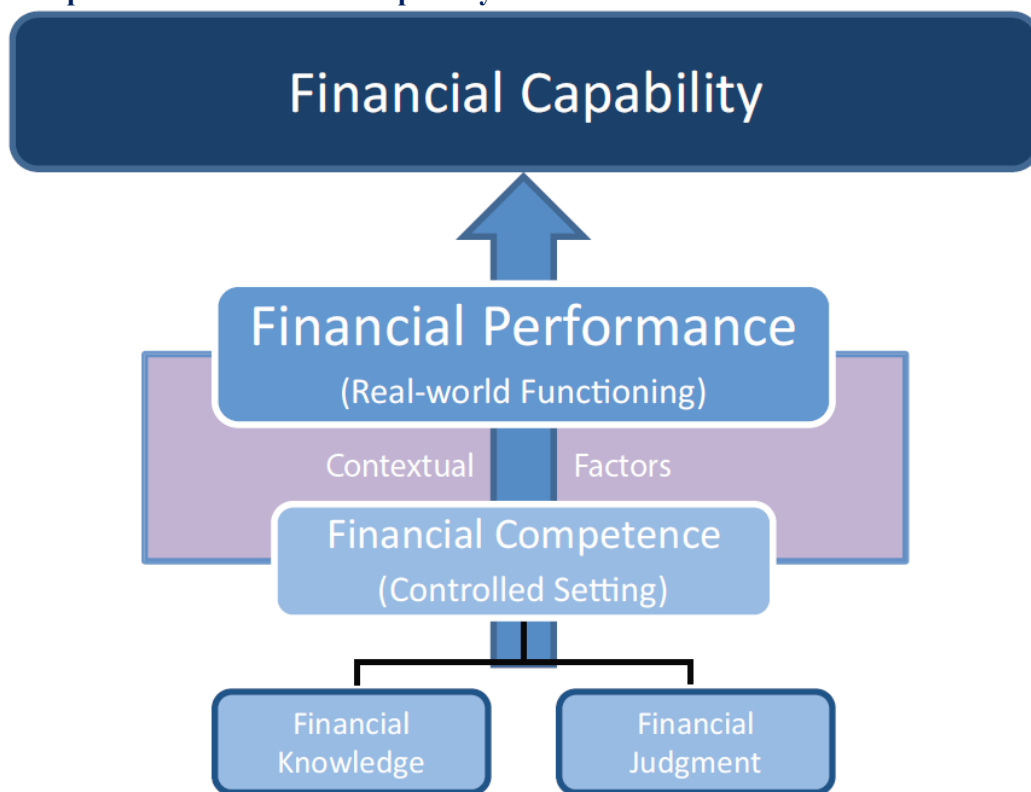 Financial Capability
Financial Performance
(Real-world Functioning)
Contextual Factors
Financial Competence
(Controlled Setting)
Financial
Knowledge
Financial
Judgment